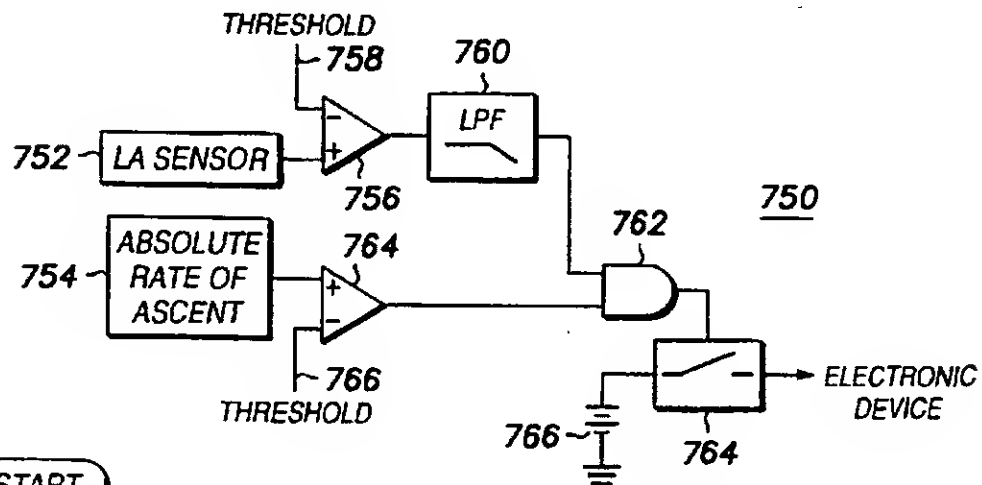 THRESHOLD
758
760
LPF
752
LA SENSOR
−
+
756
750
762
764
754
ABSOLUTE
RATE OF
ASCENT
+
−
766
THRESHOLD
ELECTRONIC
DEVICE
766
764
START